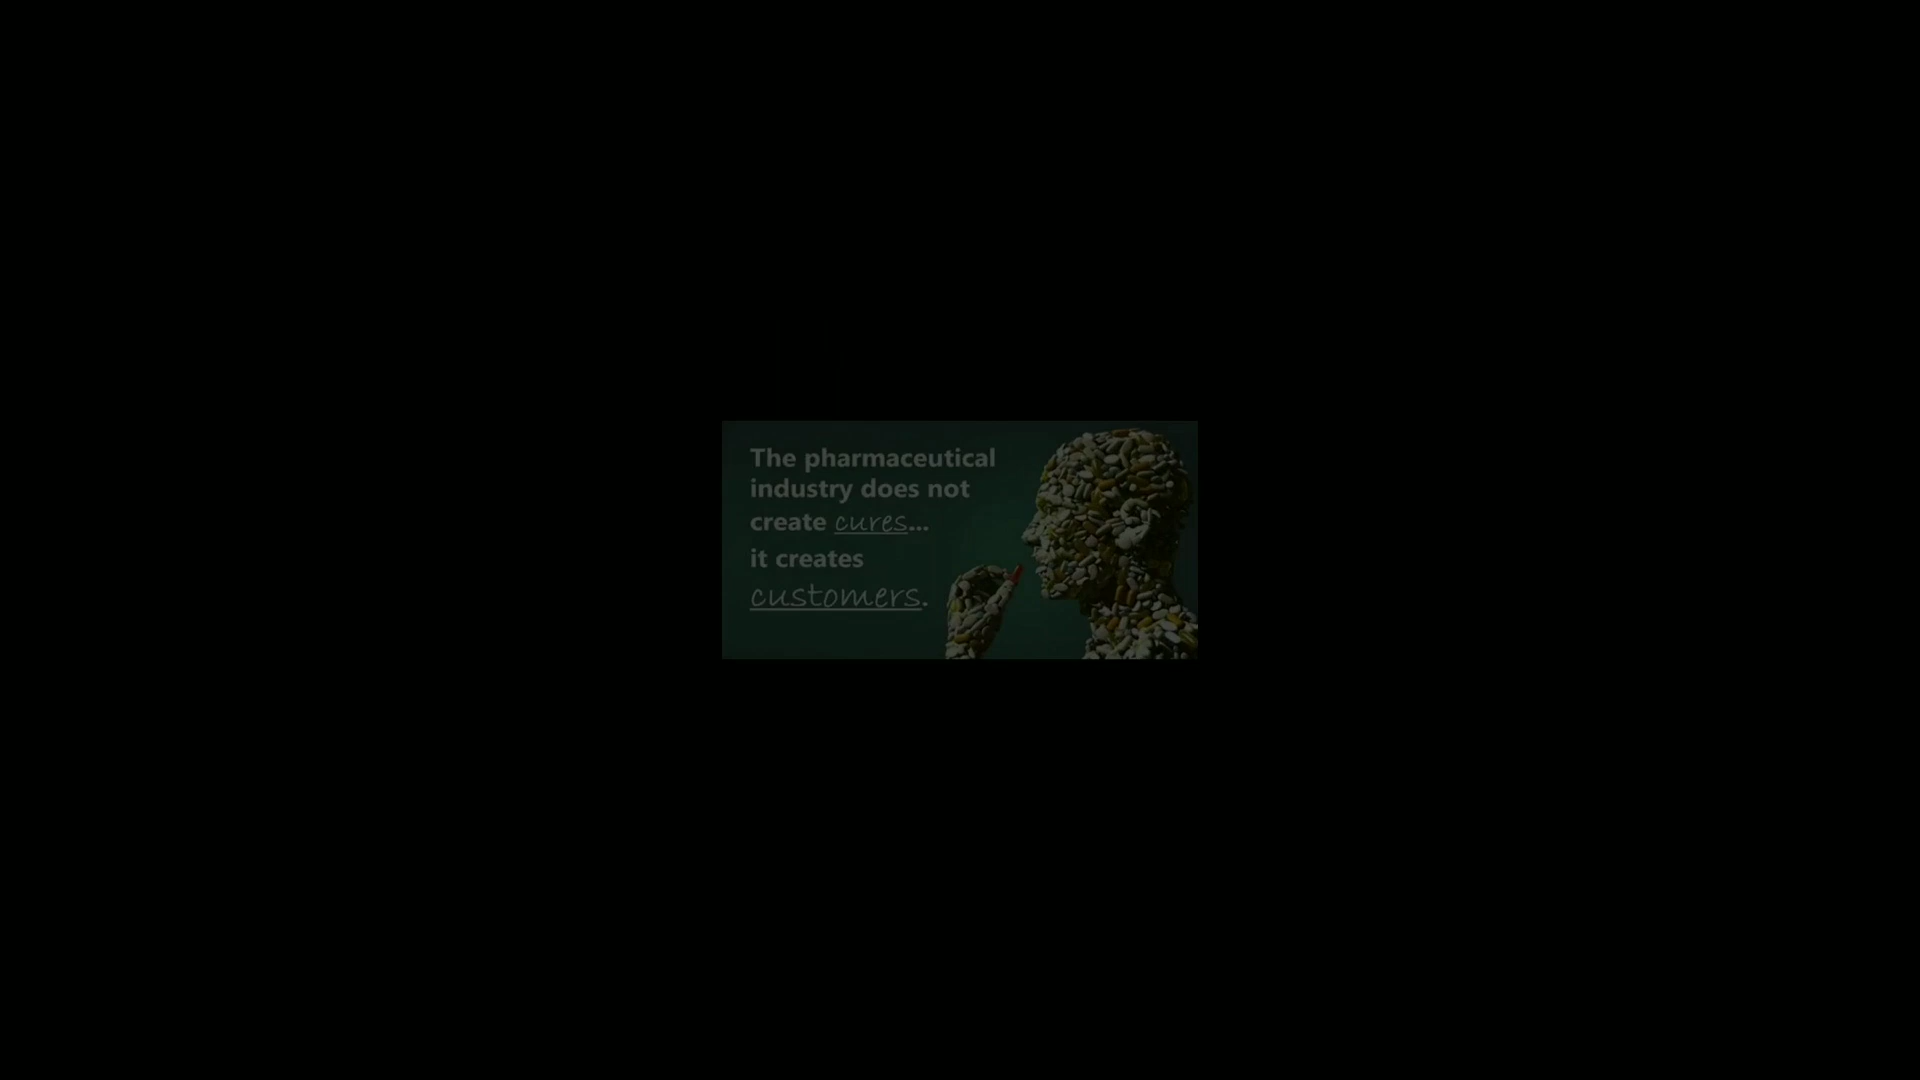 The pharmaceutical
industry does not
create cures...
it creates
customers.